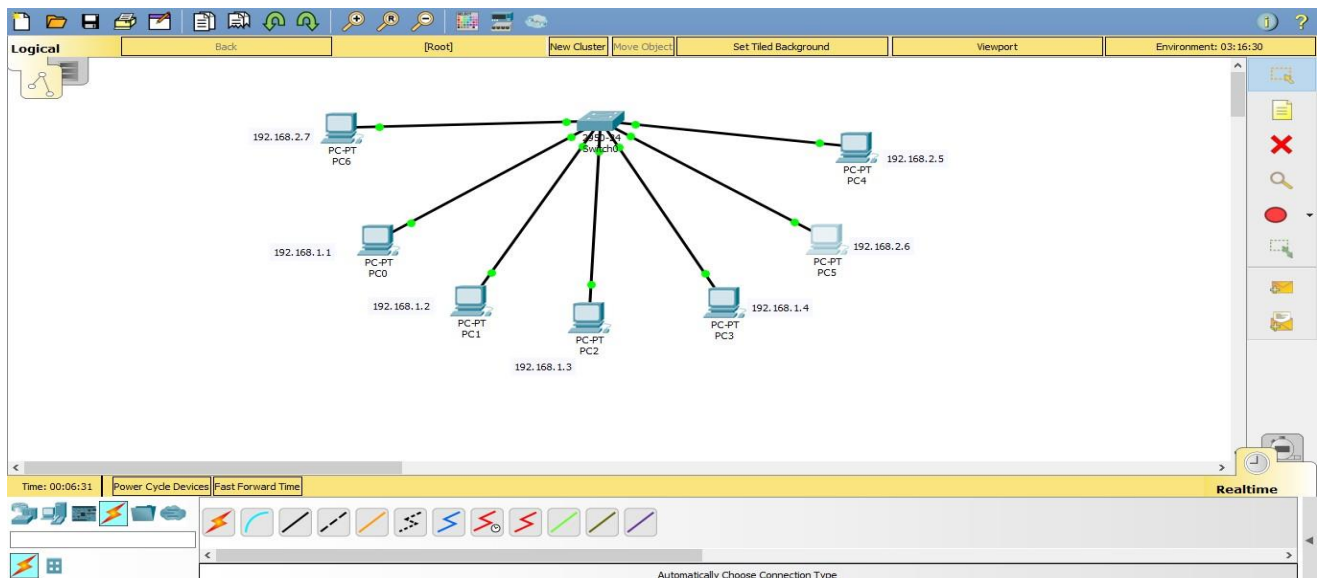 i ?
Logical Back [Root] New Cluster Move Object Set Tiled Background Viewport Environment: 03:16:30
192.168.2.7
PC-PT
PC6
2950-24
Switch0
192.168.2.5
PC-PT
PC4
192.168.1.1
PC-PT
PC0
192.168.2.6
PC-PT
PC5
192.168.1.2
PC-PT
PC1
192.168.1.4
PC-PT
PC3
PC-PT
PC2
192.168.1.3
Time: 00:06:31 Power Cycle Devices Fast Forward Time Realtime
Automatically Choose Connection Type